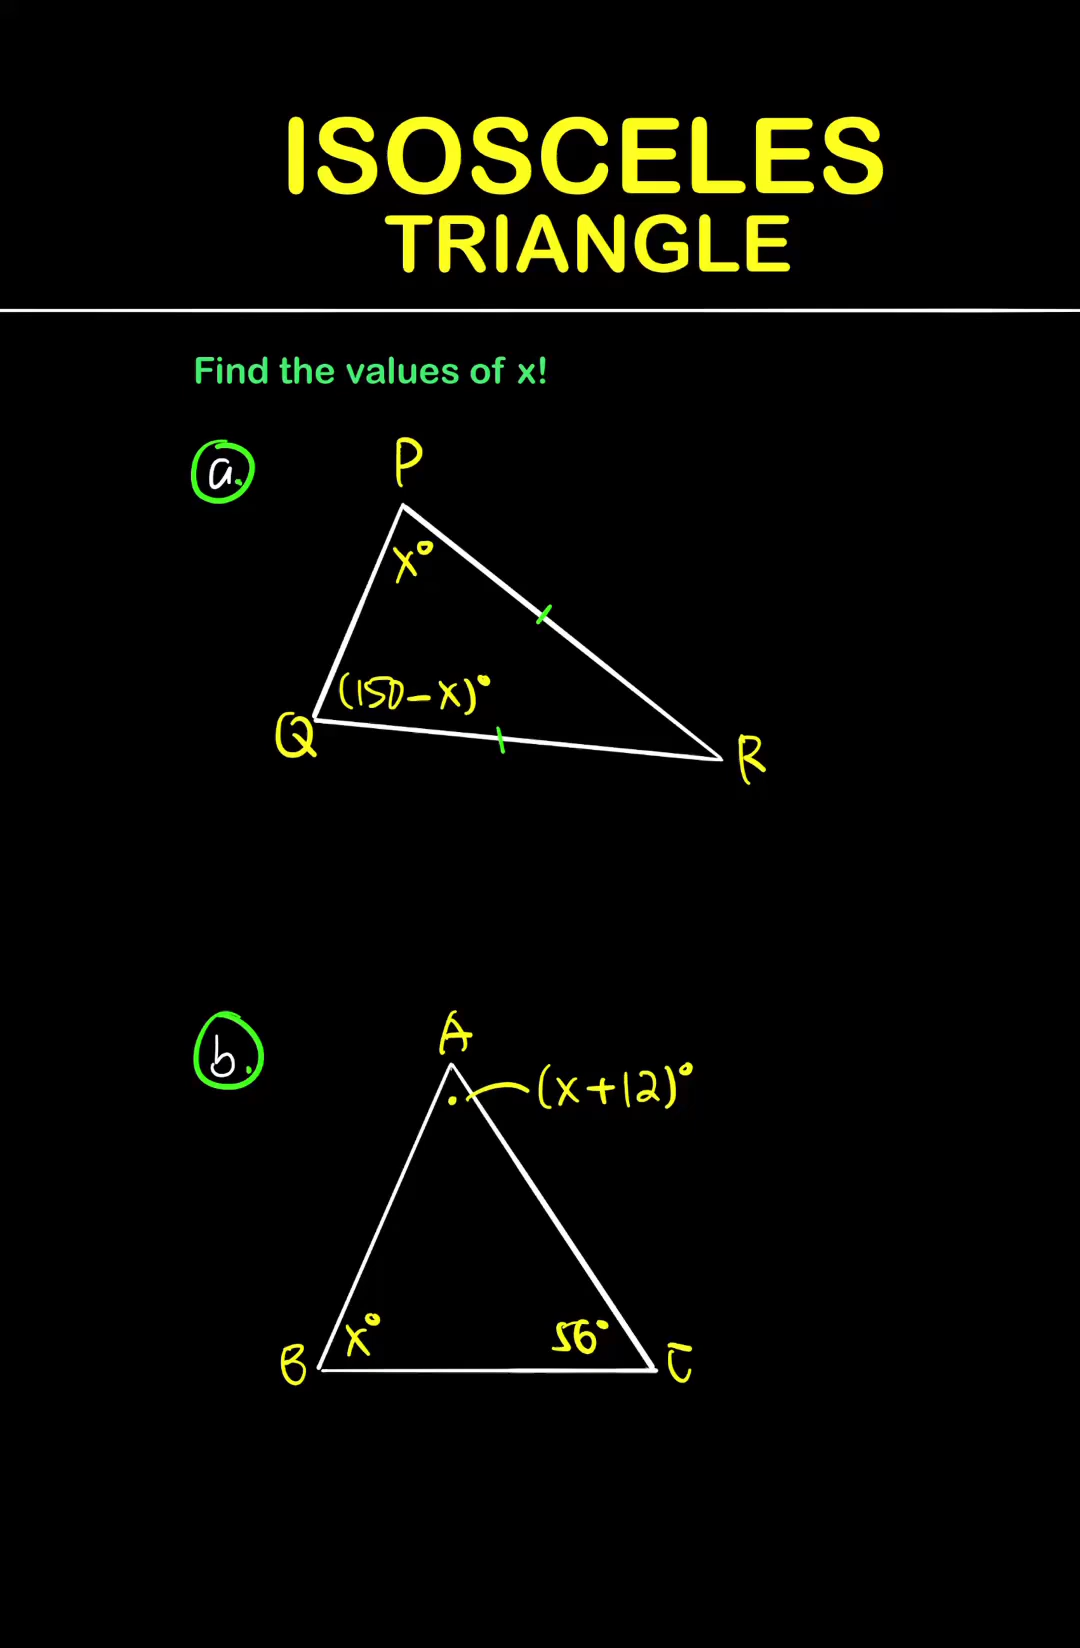 ISOSCELES
TRIANGLE
Find the values of x!
a.
P
x°
(150-x)°
Q
R
b.
A
(x+12)°
x°
56°
B
C